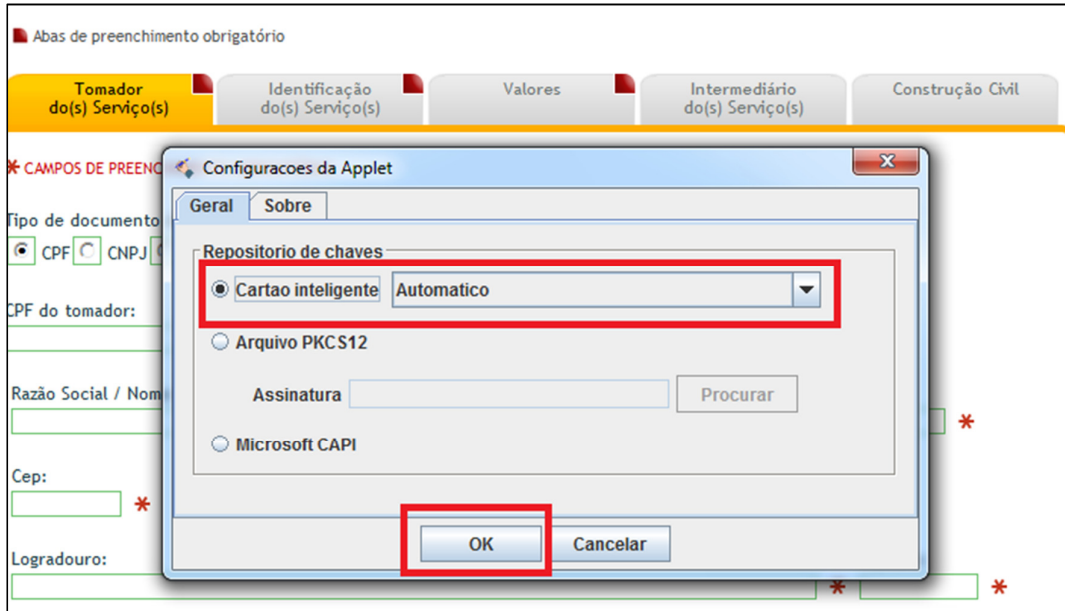 Abas de preenchimento obrigatório
Tomador
do(s) Serviço(s)
Identificação
do(s) Serviço(s)
Valores
Intermediário
do(s) Serviço(s)
Construção Civil
* CAMPOS DE PREENC
Configuracoes da Applet
Geral
Sobre
Tipo de documento
CPF
CNPJ
Repositorio de chaves
Cartao inteligente
Automatico
CPF do tomador:
Arquivo PKCS12
Razão Social / Nom
Assinatura
Procurar
*
Microsoft CAPI
Cep:
*
OK
Cancelar
Logradouro:
*
*